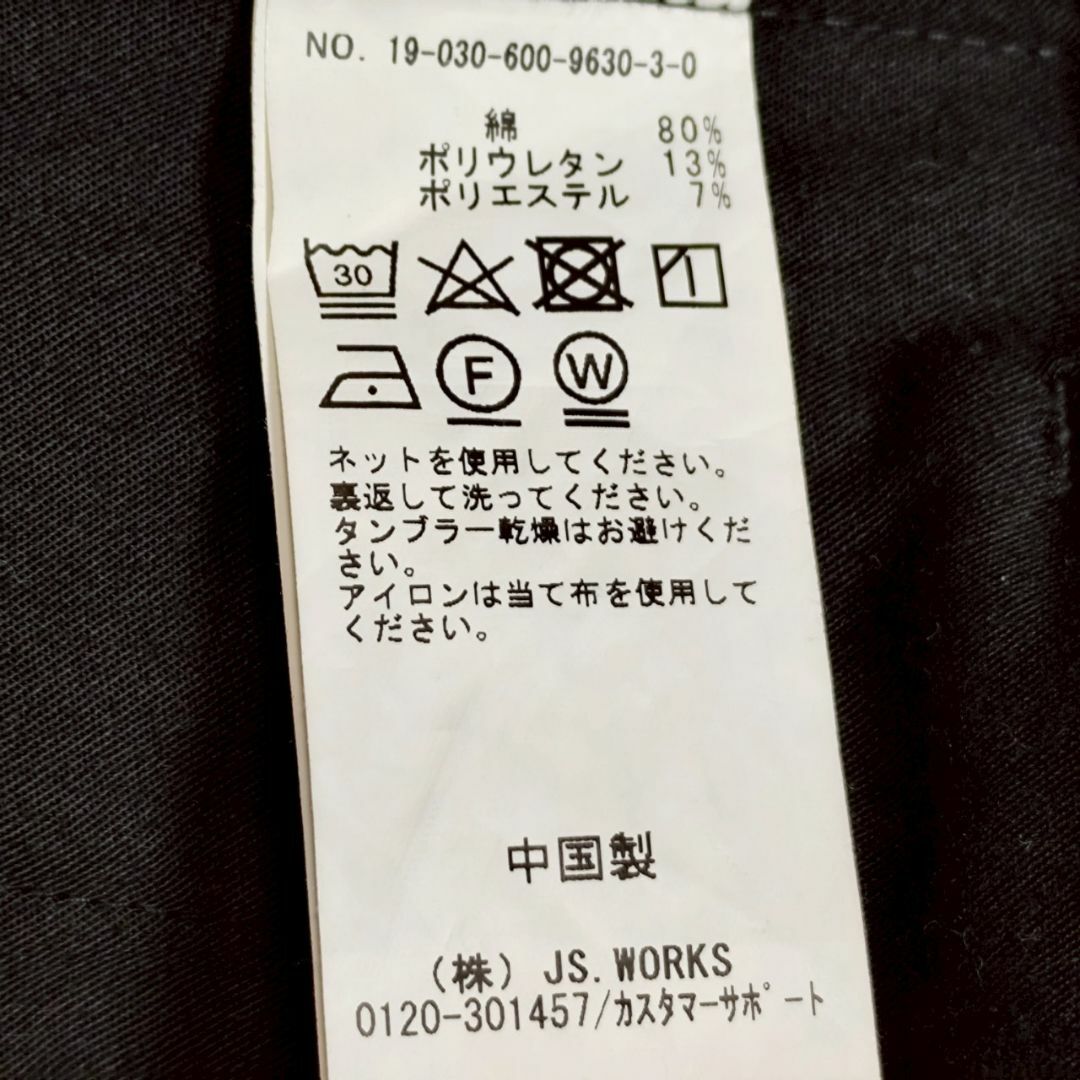 NO. 19-030-600-9630-3-0
綿 80%
ポリウレタン 13%
ポリエステル 7%
30
F W
ネットを使用してください。
裏返して洗ってください。
タンブラー乾燥はお避けくだ
さい。
アイロンは当て布を使用して
ください。
中国製
(株) JS.WORKS
0120-301457/カスタマーサポート